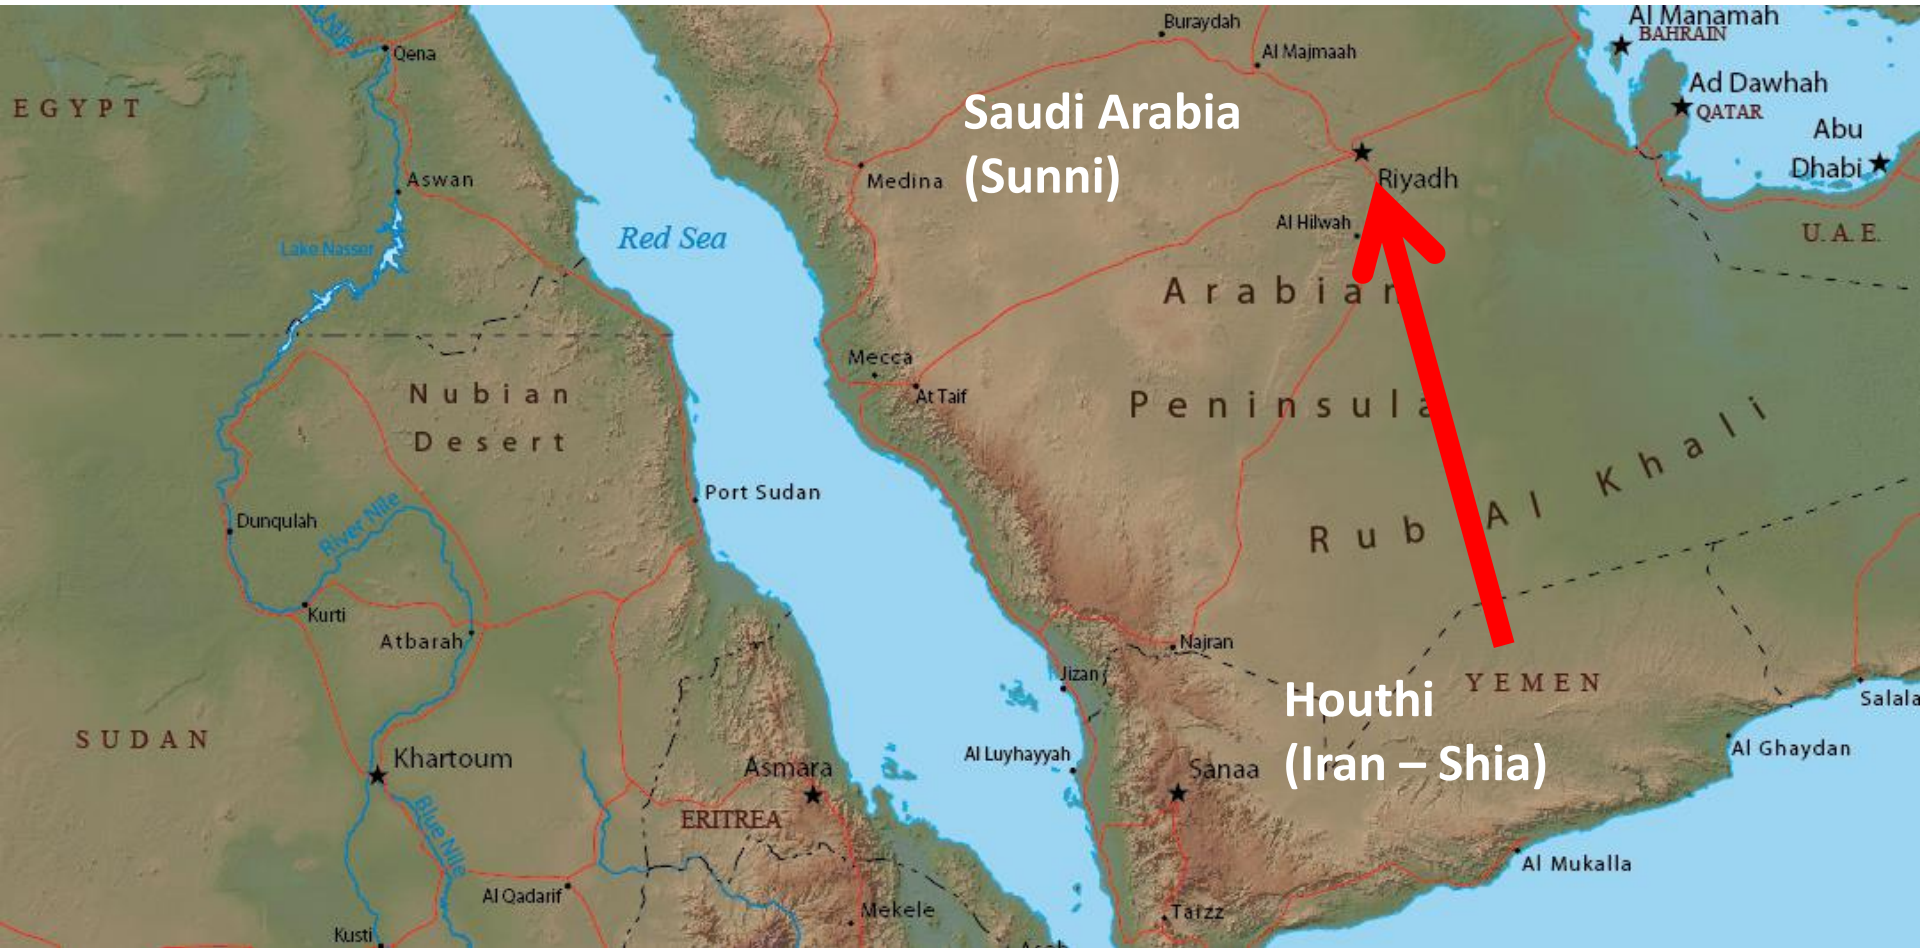 Al Manamah
BAHRAIN
Buraydah
Al Majmaah
Qena
EGYPT
Ad Dawhah
QATAR
Abu
Dhabi
Saudi Arabia
(Sunni)
Medina
Riyadh
Aswan
Al Hilwah
U.A.E.
Red Sea
Lake Nasser
Arabian
Peninsula
Mecca
At Taif
Nubian
Desert
Rub Al Khali
Port Sudan
Dunqulah
River Nile
Kurti
Atbarah
Najran
Jizan
YEMEN
Houthi
(Iran – Shia)
Salala
SUDAN
Khartoum
Asmara
ERITREA
Al Luyhayyah
Sanaa
Al Ghaydan
Blue Nile
Al Mukalla
Al Qadarif
Mekele
Taizz
Kusti